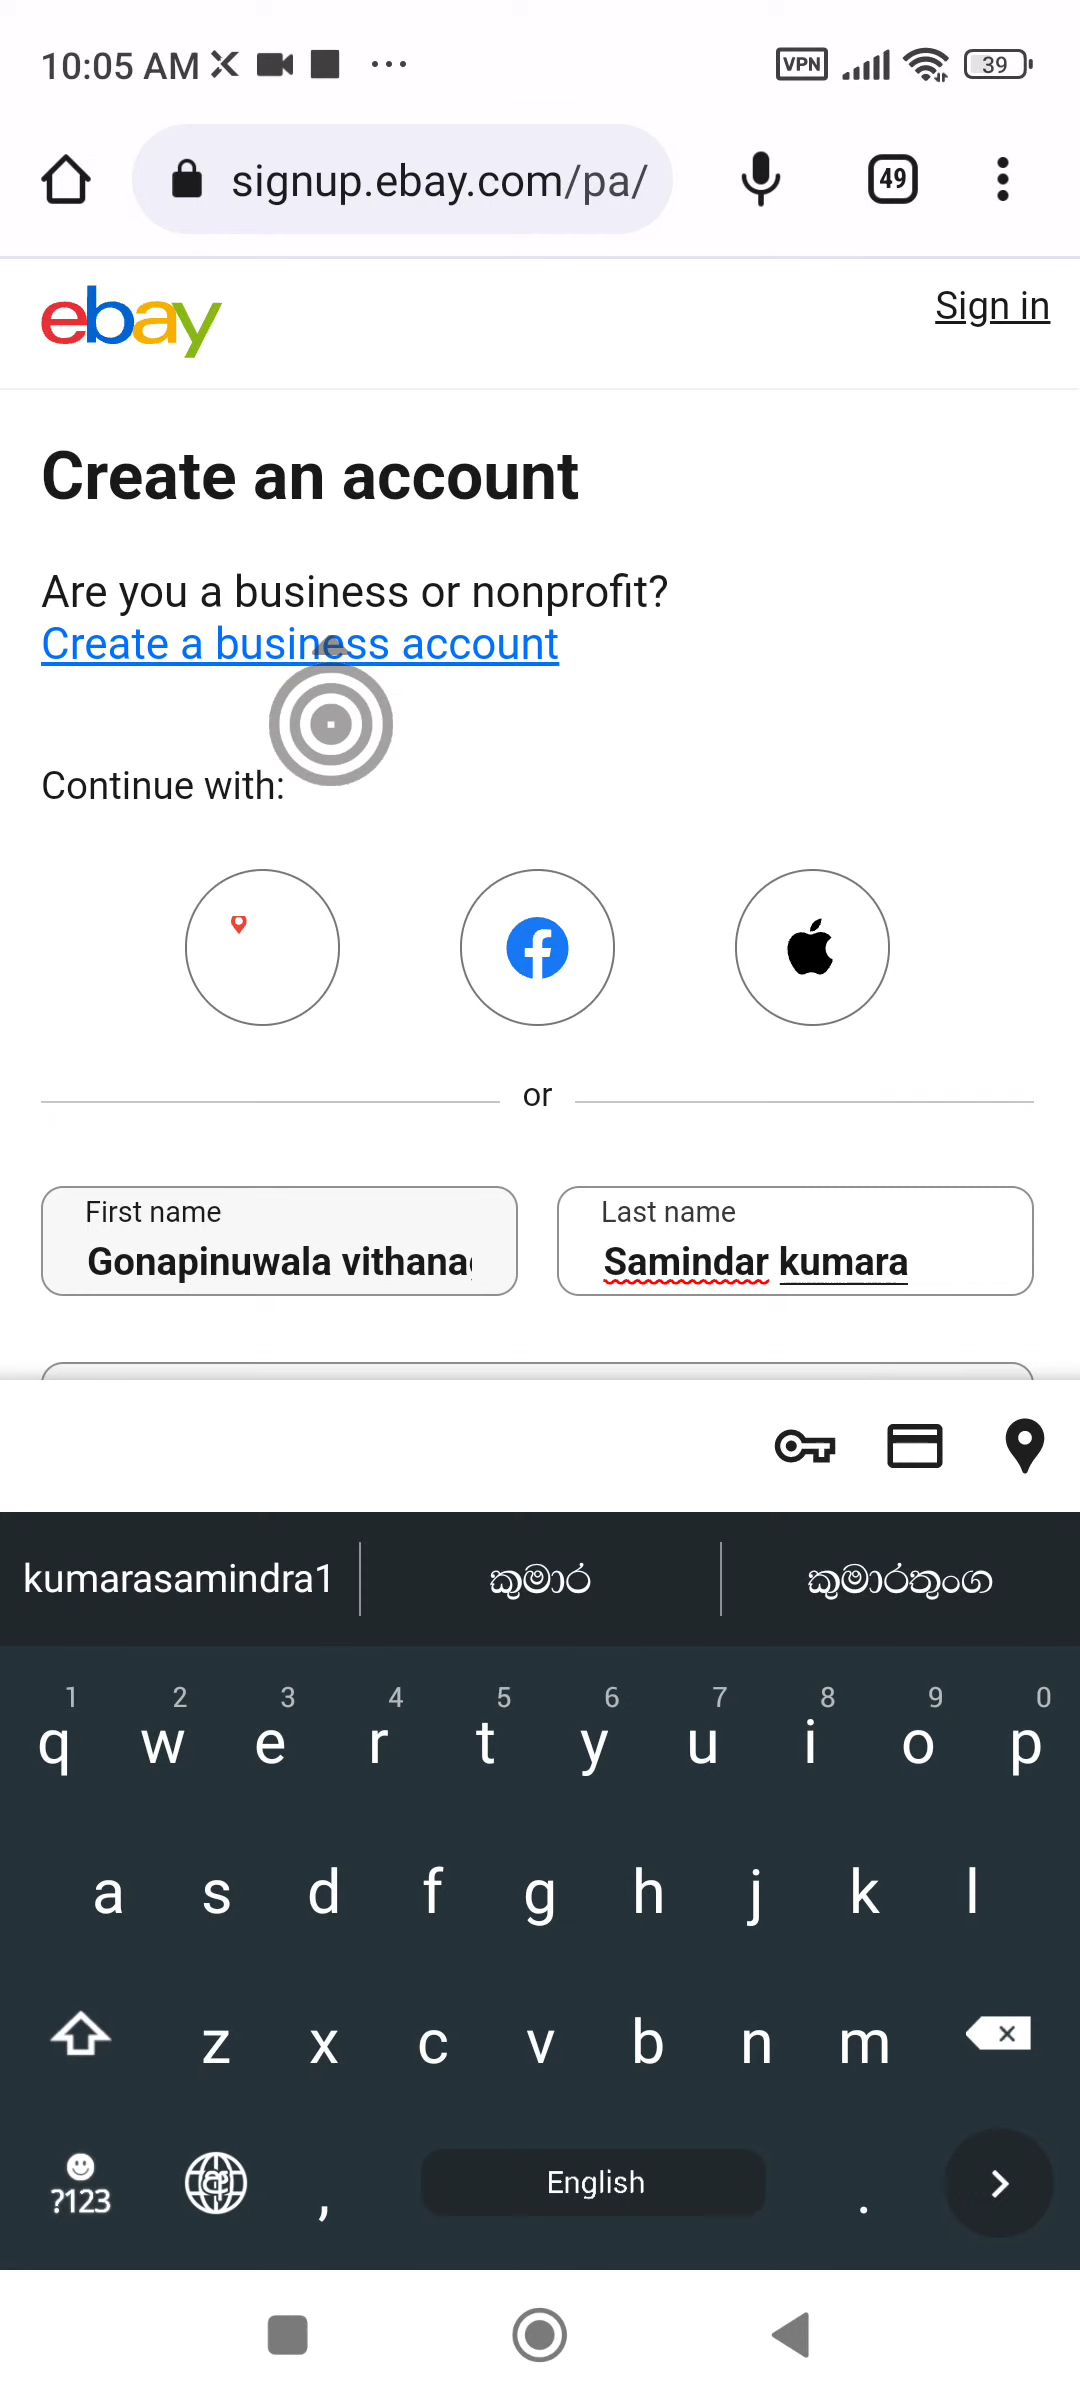 10:05 AM
VPN
39
signup.ebay.com/pa/
49
ebay
Sign in
Create an account
Are you a business or nonprofit?
Create a business account
Continue with:
or
First name
Last name
Gonapinuwala vithana
Samindar kumara
kumarasamindra1
කුමාර
කුමාරතුංග
1 2 3 4 5 6 7 8 9 0
q w e r t y u i o p
a s d f g h j k l
z x c v b n m
?123
,
English
.